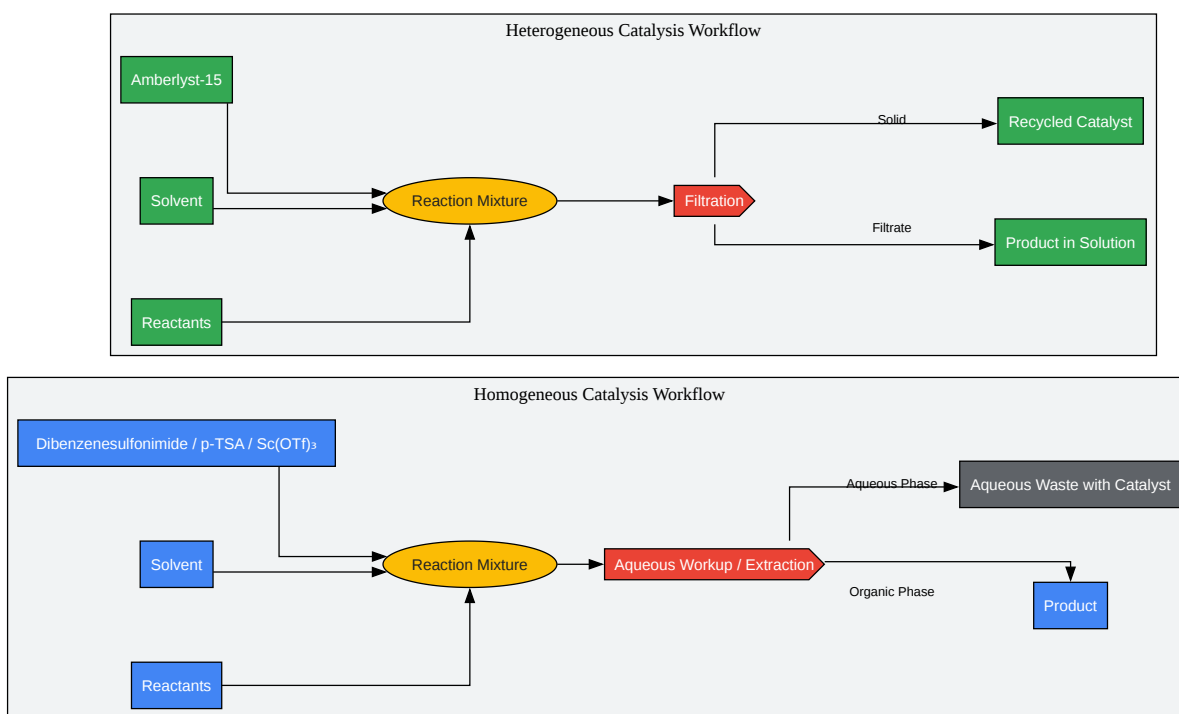 Heterogeneous Catalysis Workflow
Amberlyst-15
Solid
Recycled Catalyst
Solvent
Reaction Mixture
Filtration
Filtrate
Product in Solution
Reactants
Homogeneous Catalysis Workflow
Dibenzenesulfonimide / p-TSA / Sc(OTf)₃
Aqueous Phase
Aqueous Waste with Catalyst
Solvent
Reaction Mixture
Aqueous Workup / Extraction
Organic Phase
Product
Reactants